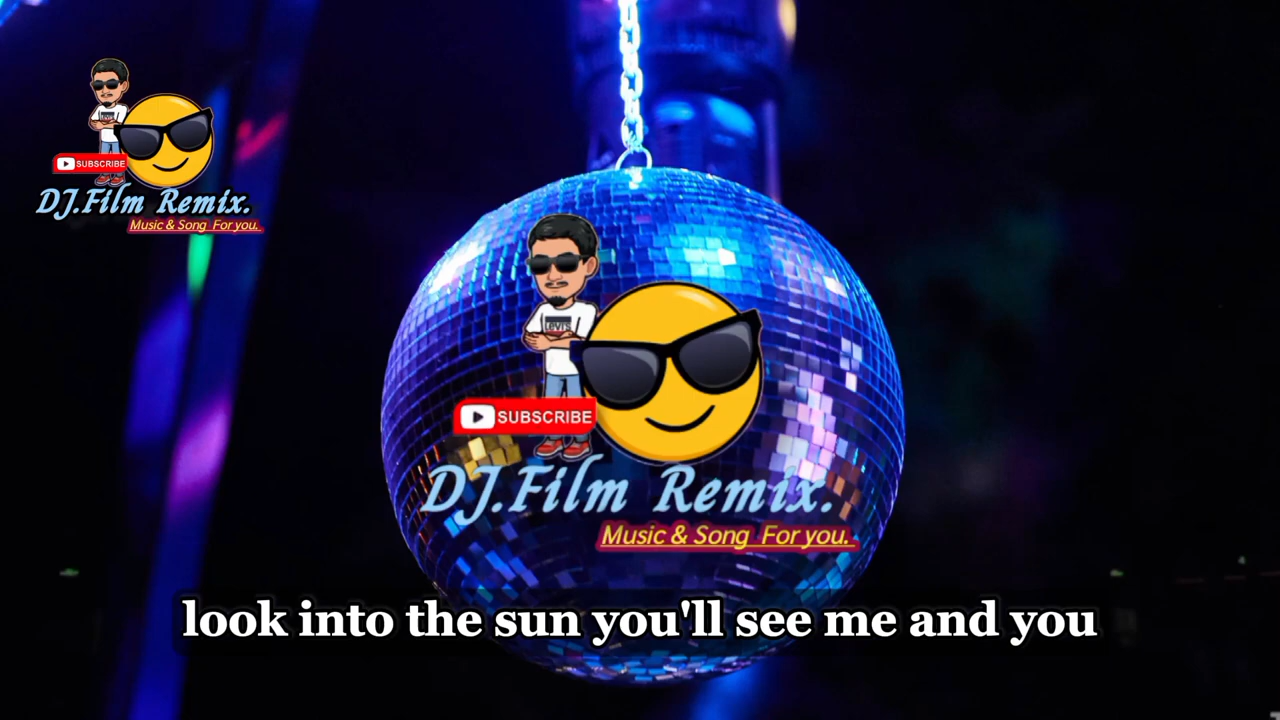 SUBSCRIBE
DJ.Film Remix.
Music & Song For you.
LEVI'S
SUBSCRIBE
DJ.Film Remix.
Music & Song For you.
look into the sun you'll see me and you